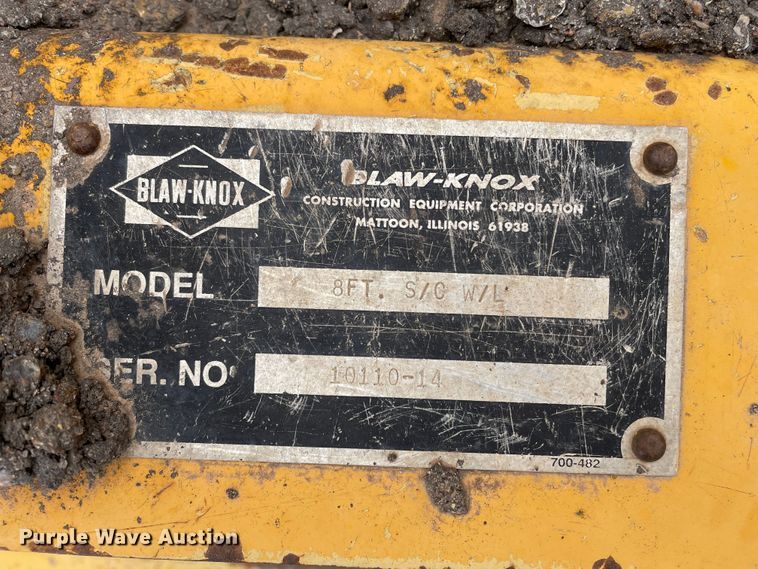 BLAW-KNOX
BLAW-KNOX
CONSTRUCTION EQUIPMENT CORPORATION
MATTOON, ILLINOIS 61938
MODEL 8FT. S/C W/L
SER. NO 10110-14
700-482
Purple Wave Auction